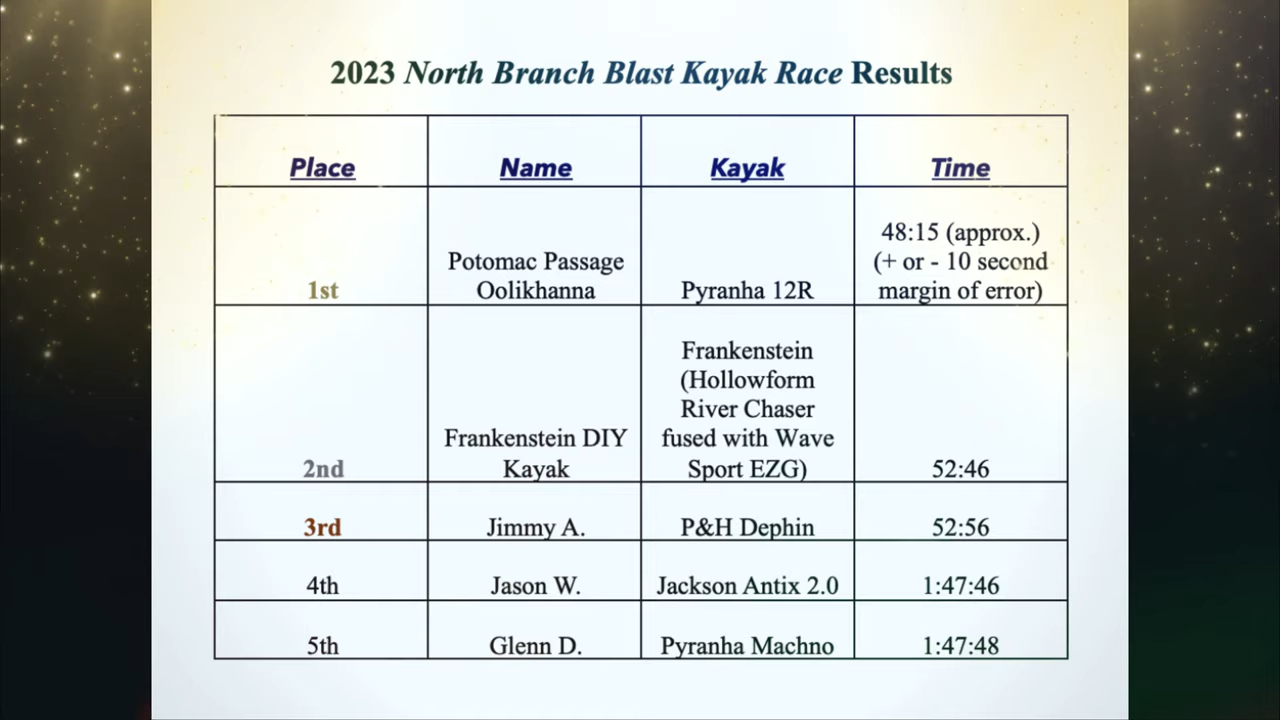 2023 North Branch Blast Kayak Race Results
Place Name Kayak Time
1st
Potomac Passage
Oolikhanna
Pyranha 12R
48:15 (approx.)
(+ or - 10 second
margin of error)
2nd
Frankenstein DIY
Kayak
Frankenstein
(Hollowform
River Chaser
fused with Wave
Sport EZG)
52:46
3rd Jimmy A. P&H Dephin 52:56
4th Jason W. Jackson Antix 2.0 1:47:46
5th Glenn D. Pyranha Machno 1:47:48